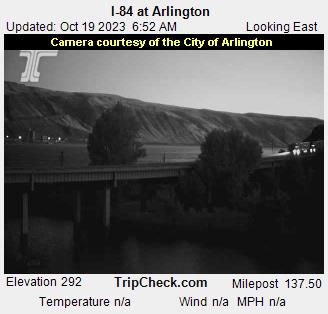 I-84 at Arlington
Updated: Oct 19 2023 6:52 AM Looking East
Camera courtesy of the City of Arlington
Elevation 292 TripCheck.com Milepost 137.50
Temperature n/a Wind n/a MPH n/a